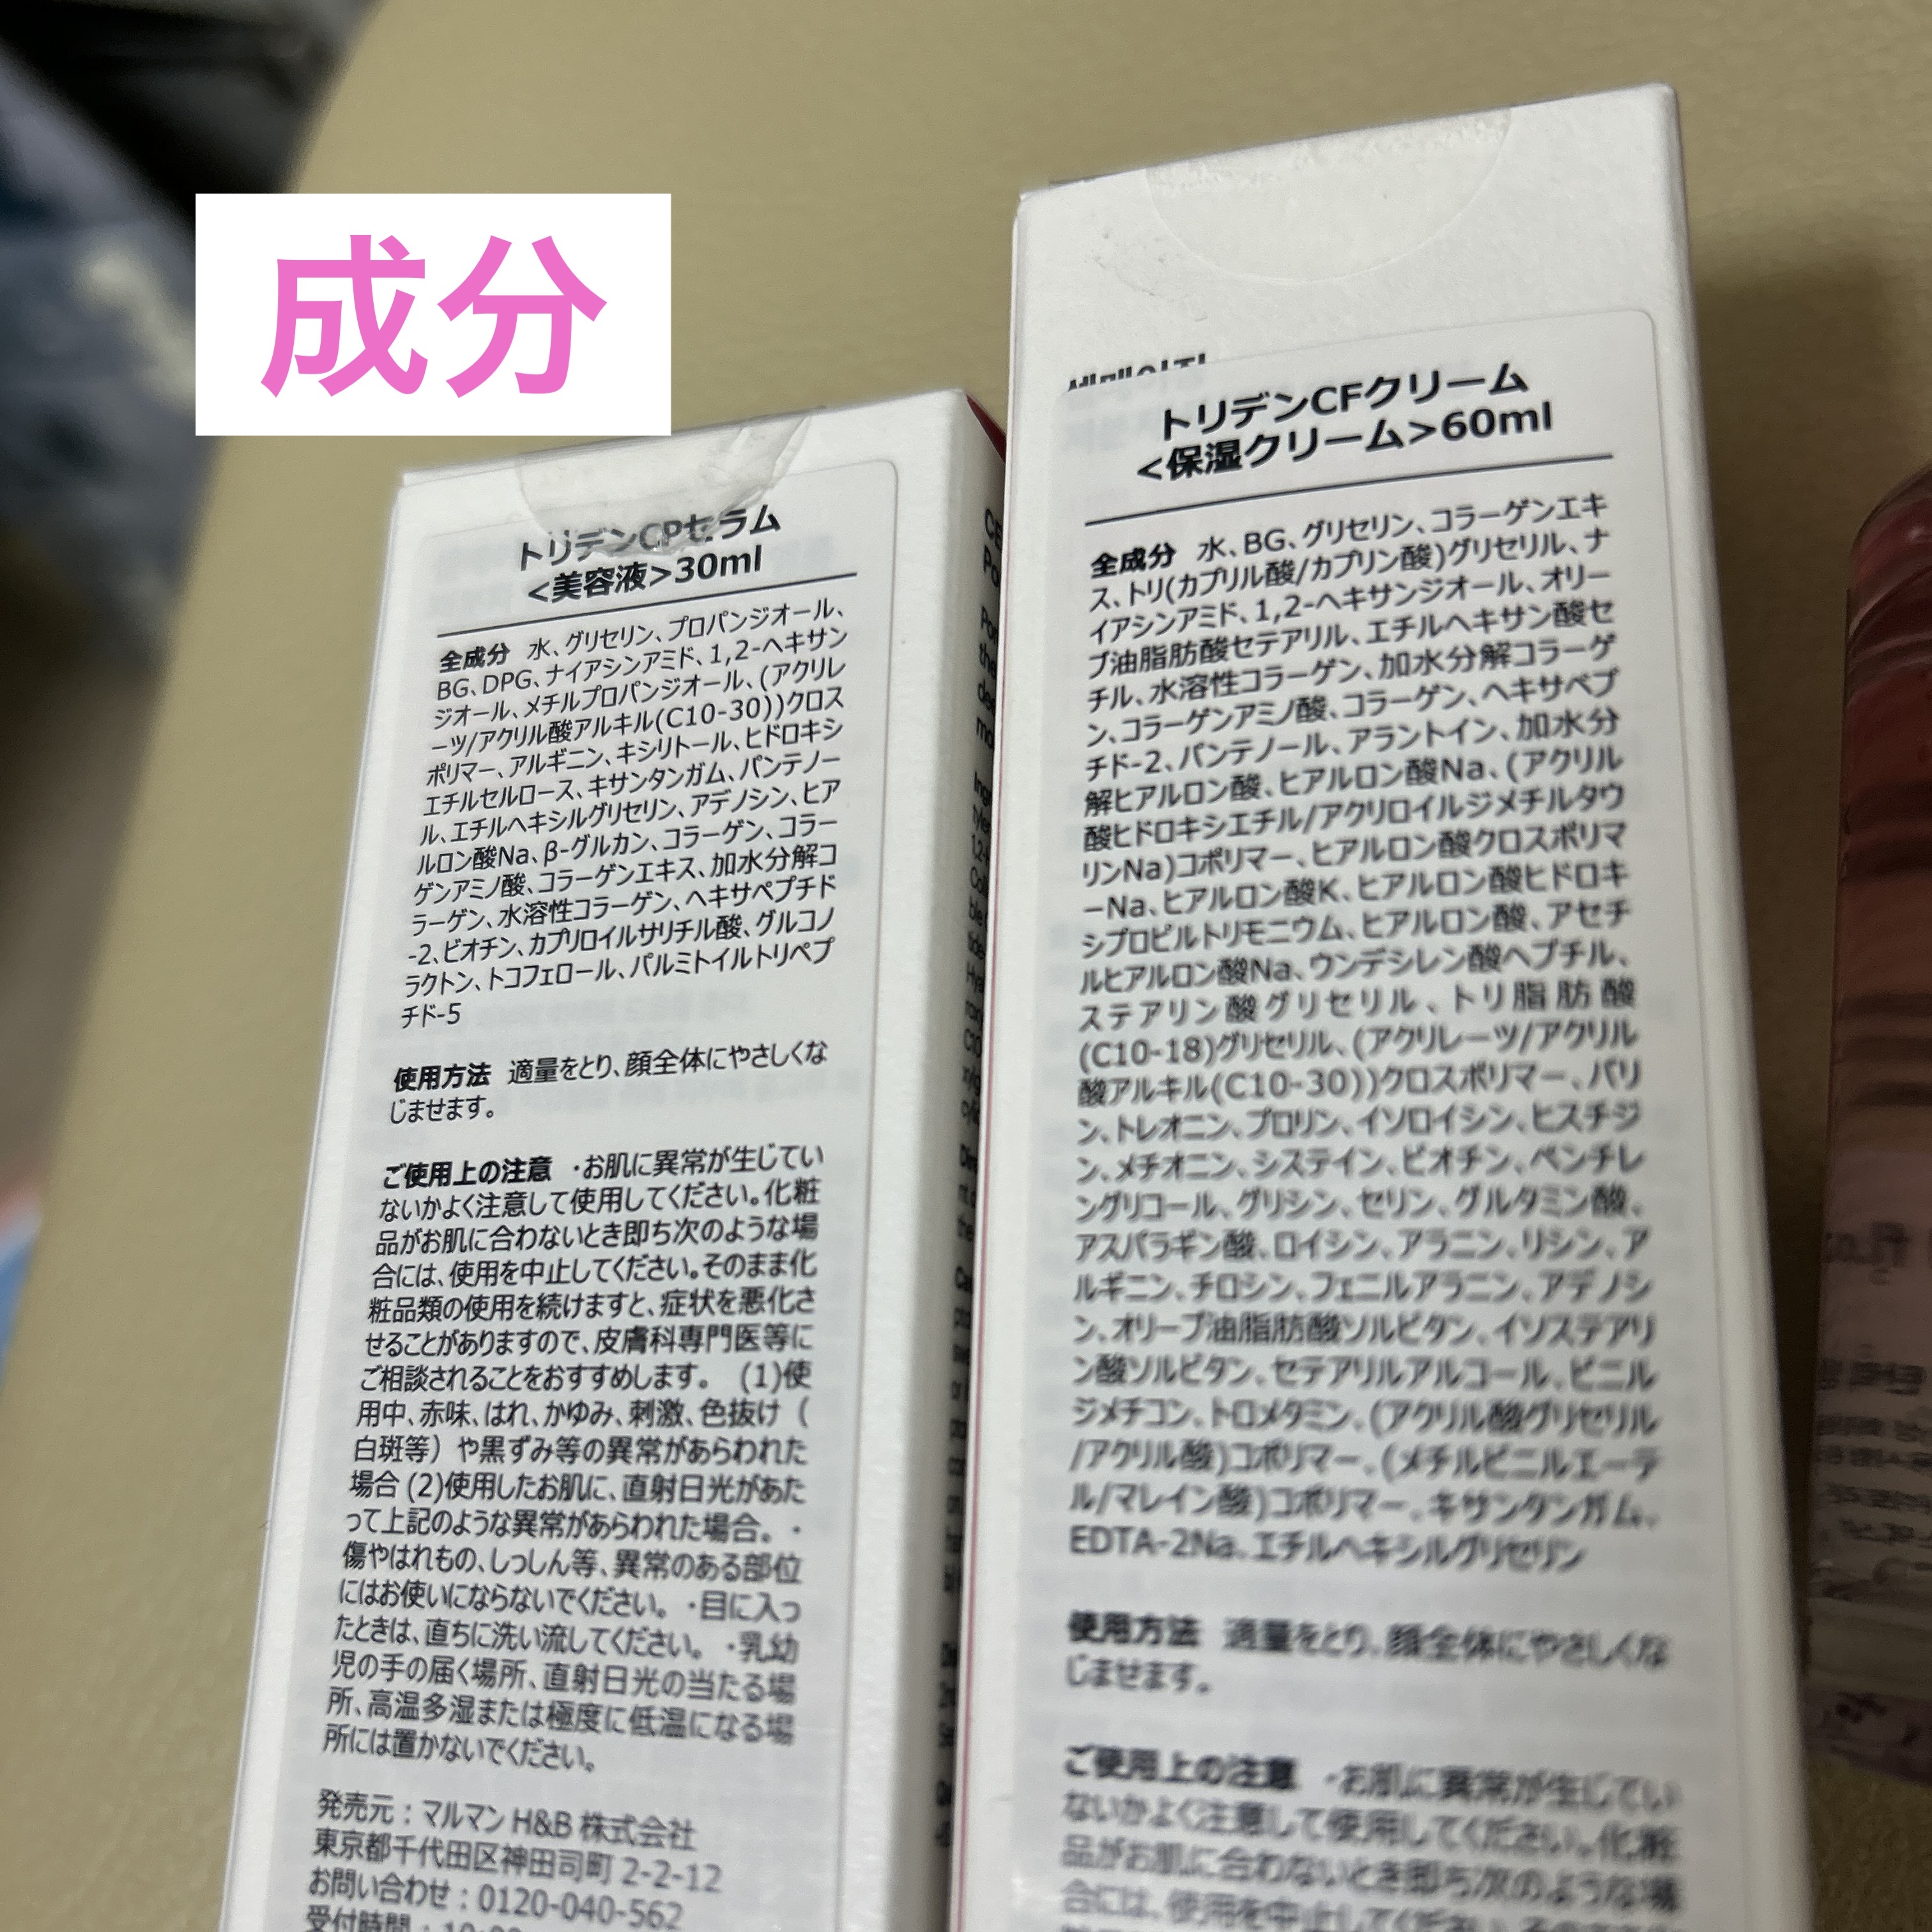 成分
トリデンCPセラム
<美容液>30ml
全成分 水、グリセリン、プロパンジオール、
BG、DPG、ナイアシンアミド、1,2-ヘキサン
ジオール、メチルプロパンジオール、(アクリレ
ーツ/アクリル酸アルキル(C10-30))クロス
ポリマー、アルギニン、キシリトール、ヒドロキシ
エチルセルロース、キサンタンガム、パンテノー
ル、エチルヘキシルグリセリン、アデノシン、ヒア
ルロン酸Na、β-グルカン、コラーゲン、コラー
ゲンアミノ酸、コラーゲンエキス、加水分解コ
ラーゲン、水溶性コラーゲン、ヘキサペプチド
-2、ビオチン、カプリロイルサリチル酸、グルコノ
ラクトン、トコフェロール、パルミトイルトリペプ
チド-5
使用方法 適量をとり、顔全体にやさしくな
じませます。
ご使用上の注意 ・お肌に異常が生じてい
ないかよく注意して使用してください。化粧
品がお肌に合わないとき即ち次のような場
合には、使用を中止してください。そのまま化
粧品類の使用を続けますと、症状を悪化さ
せることがありますので、皮膚科専門医等に
ご相談されることをおすすめします。 (1)使
用中、赤味、はれ、かゆみ、刺激、色抜け（
白斑等）や黒ずみ等の異常があらわれた
場合 (2)使用したお肌に、直射日光があた
って上記のような異常があらわれた場合。・
傷やはれもの、しっしん等、異常のある部位
にはお使いにならないでください。・目に入っ
たときは、直ちに洗い流してください。・乳幼
児の手の届く場所、直射日光の当たる場
所、高温多湿または極度に低温になる場
所には置かないでください。
発売元：マルマン H&B 株式会社
東京都千代田区神田司町 2-2-12
お問い合わせ：0120-040-562
受付時間：
トリデンCFクリーム
<保湿クリーム>60ml
全成分 水、BG、グリセリン、コラーゲンエキ
ス、トリ(カプリル酸/カプリン酸)グリセリル、ナ
イアシンアミド、1,2-ヘキサンジオール、オリー
ブ油脂肪酸セテアリル、エチルヘキサン酸セ
チル、水溶性コラーゲン、加水分解コラーゲ
ン、コラーゲンアミノ酸、コラーゲン、ヘキサペプ
チド-2、パンテノール、アラントイン、加水分
解ヒアルロン酸、ヒアルロン酸Na、(アクリル
酸ヒドロキシエチル/アクリロイルジメチルタウ
リンNa)コポリマー、ヒアルロン酸クロスポリマ
ーNa、ヒアルロン酸K、ヒアルロン酸ヒドロキ
シプロピルトリモニウム、ヒアルロン酸、アセチ
ルヒアルロン酸Na、ウンデシレン酸ヘプチル、
ステアリン酸グリセリル、トリ脂肪酸
(C10-18)グリセリル、(アクリレーツ/アクリル
酸アルキル(C10-30))クロスポリマー、バリ
ン、トレオニン、プロリン、イソロイシン、ヒスチジ
ン、メチオニン、システイン、ビオチン、ペンチレ
ングリコール、グリシン、セリン、グルタミン酸、
アスパラギン酸、ロイシン、アラニン、リシン、ア
ルギニン、チロシン、フェニルアラニン、アデノシ
ン、オリーブ油脂肪酸ソルビタン、イソステアリ
ン酸ソルビタン、セテアリルアルコール、ビニル
ジメチコン、トロメタミン、(アクリル酸グリセリル
/アクリル酸)コポリマー、(メチルビニルエーテ
ル/マレイン酸)コポリマー、キサンタンガム、
EDTA-2Na、エチルヘキシルグリセリン
使用方法 適量をとり、顔全体にやさしくな
じませます。
ご使用上の注意 ・お肌に異常が生じてい
ないかよく注意して使用してください。化粧
品がお肌に合わないとき即ち次のような場
合には、使用を中止してください。